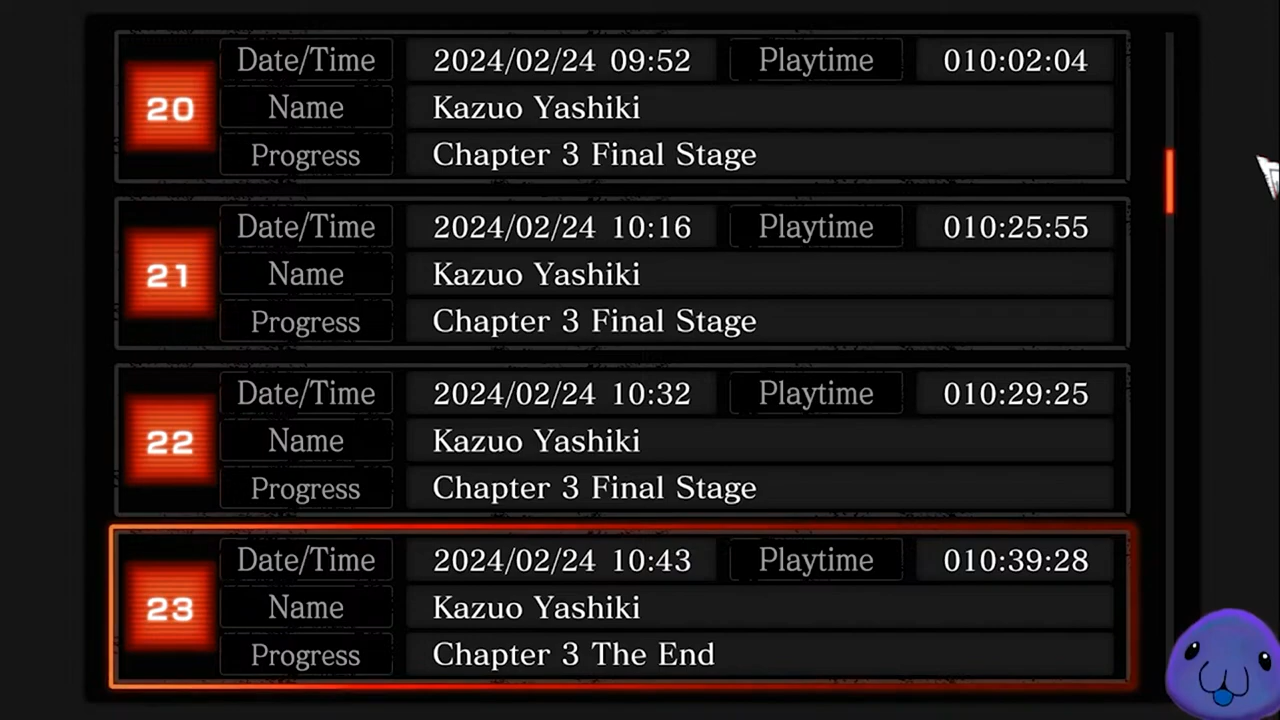 20 Date/Time 2024/02/24 09:52 Playtime 010:02:04
Name Kazuo Yashiki
Progress Chapter 3 Final Stage
21 Date/Time 2024/02/24 10:16 Playtime 010:25:55
Name Kazuo Yashiki
Progress Chapter 3 Final Stage
22 Date/Time 2024/02/24 10:32 Playtime 010:29:25
Name Kazuo Yashiki
Progress Chapter 3 Final Stage
23 Date/Time 2024/02/24 10:43 Playtime 010:39:28
Name Kazuo Yashiki
Progress Chapter 3 The End